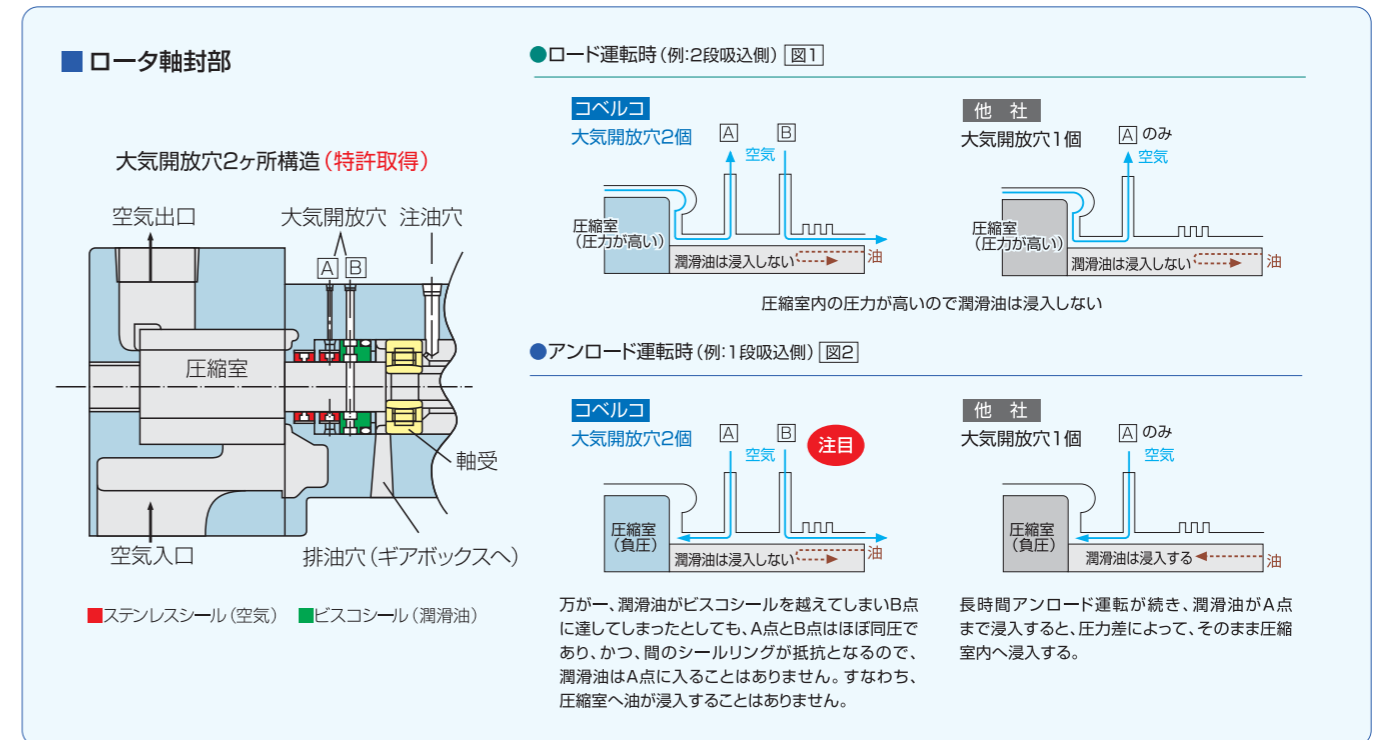 ロータ軸封部
大気開放穴2ヶ所構造(特許取得)
空気出口
大気開放穴
注油穴
A
B
圧縮室
軸受
空気入口
排油穴(ギアボックスへ)
ステンレスシール(空気)
ビスコシール(潤滑油)
●ロード運転時(例:2段吸込側) 図1
コベルコ
大気開放穴2個
A
B
空気
圧縮室
(圧力が高い)
潤滑油は浸入しない
油
他 社
大気開放穴1個
Aのみ
空気
圧縮室
(圧力が高い)
潤滑油は浸入しない
油
圧縮室内の圧力が高いので潤滑油は浸入しない
●アンロード運転時(例:1段吸込側) 図2
コベルコ
大気開放穴2個
A
B
注目
空気
圧縮室
(負圧)
潤滑油は浸入しない
油
万が一、潤滑油がビスコシールを越えてしまいB点
に達してしまったとしても、A点とB点はほぼ同圧で
あり、かつ、間のシールリングが抵抗となるので、
潤滑油はA点に入ることはありません。すなわち、
圧縮室へ油が浸入することはありません。
他 社
大気開放穴1個
Aのみ
空気
圧縮室
(負圧)
潤滑油は浸入する
油
長時間アンロード運転が続き、潤滑油がA点
まで浸入すると、圧力差によって、そのまま圧縮
室内へ浸入する。